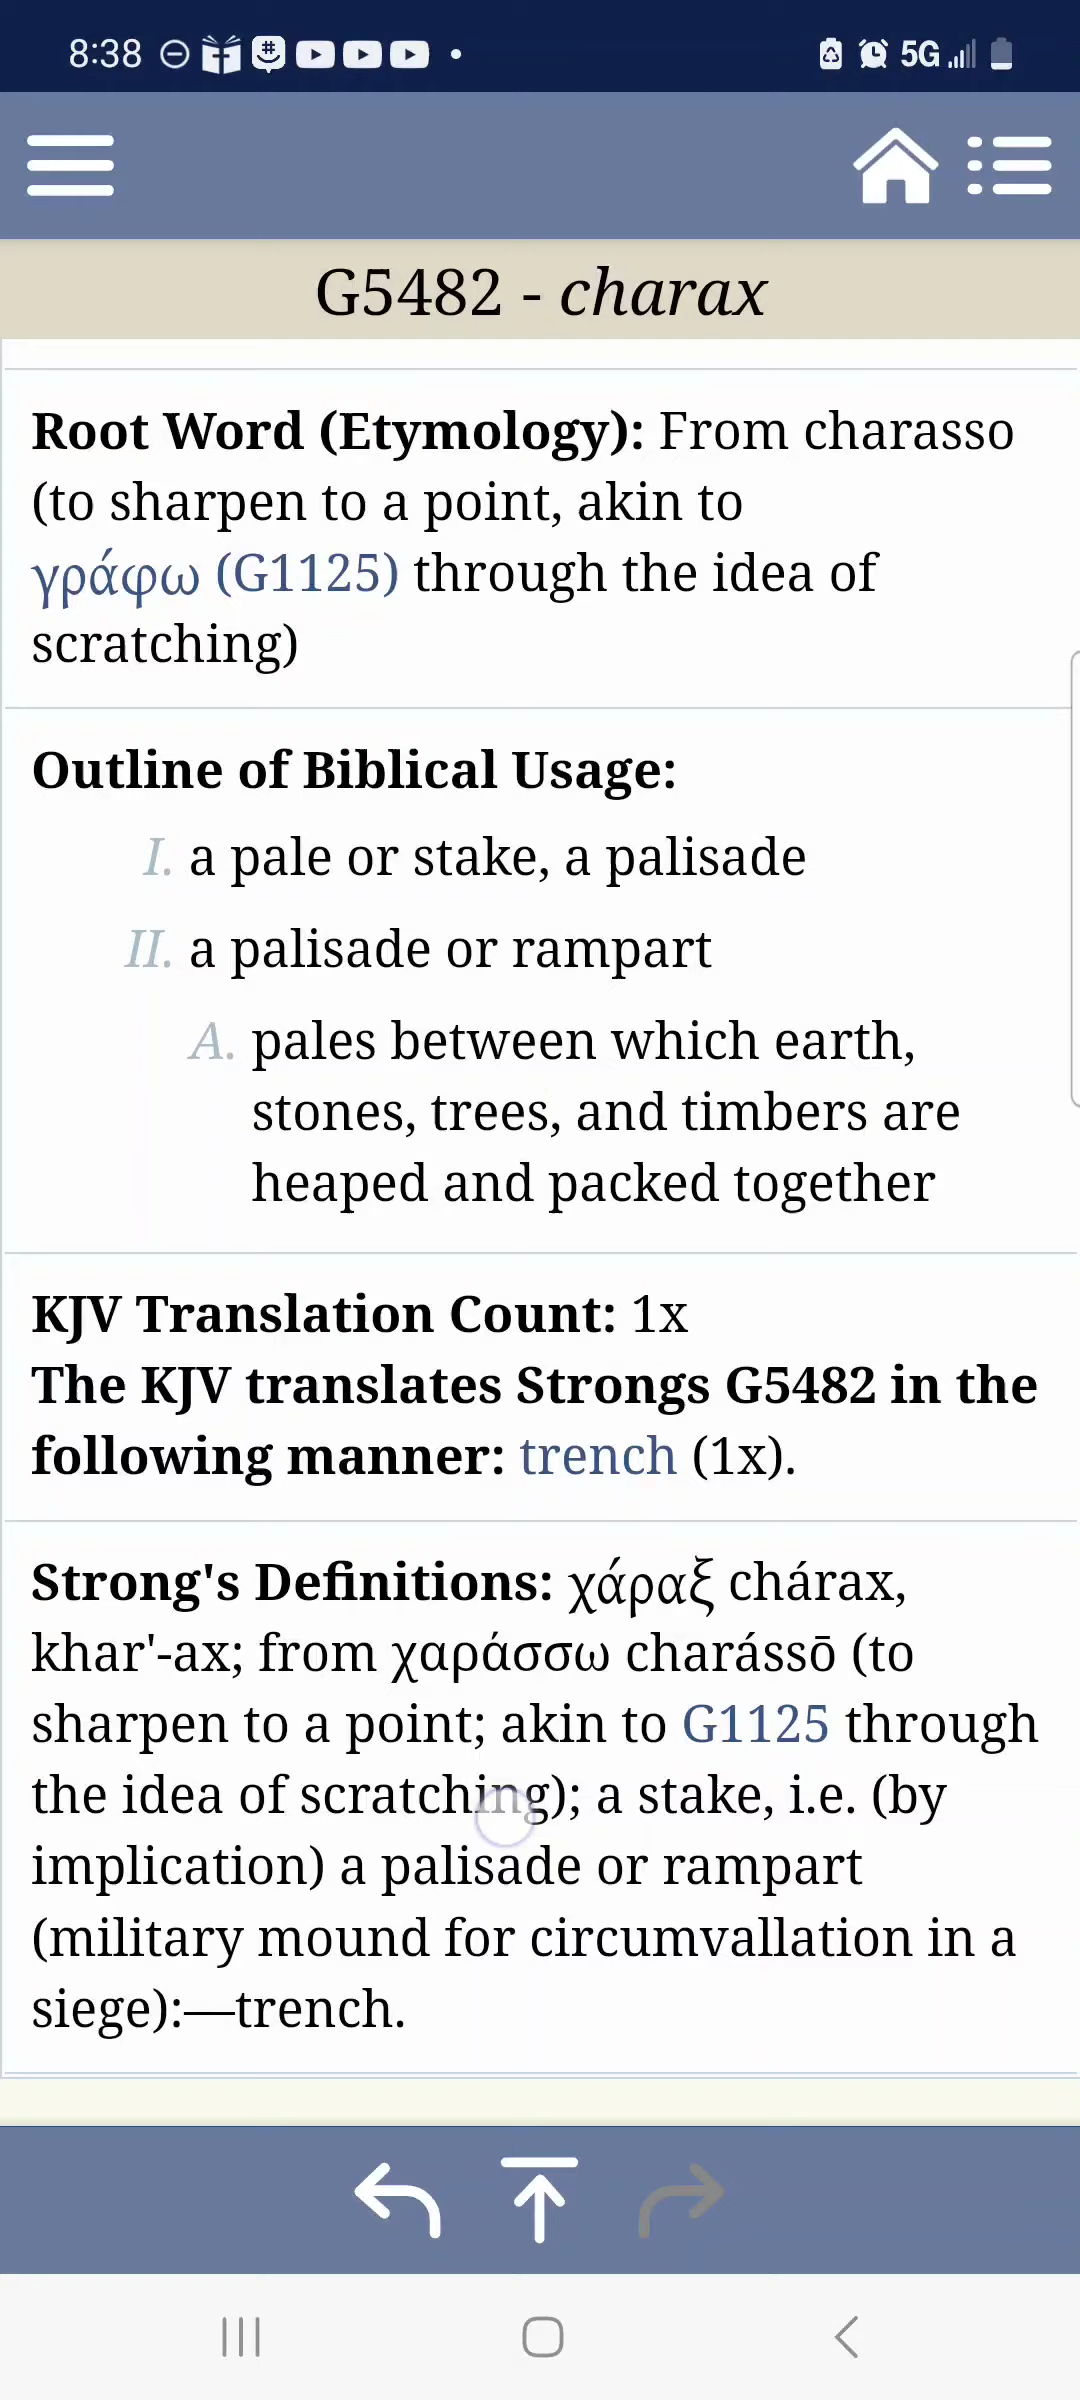 8:38
5G
G5482 - charax
Root Word (Etymology): From charasso
(to sharpen to a point, akin to
γράφω (G1125) through the idea of
scratching)
Outline of Biblical Usage:
I. a pale or stake, a palisade
II. a palisade or rampart
A. pales between which earth,
stones, trees, and timbers are
heaped and packed together
KJV Translation Count: 1x
The KJV translates Strongs G5482 in the
following manner: trench (1x).
Strong's Definitions: χάραξ chárax,
khar'-ax; from χαράσσω charássō (to
sharpen to a point; akin to G1125 through
the idea of scratching); a stake, i.e. (by
implication) a palisade or rampart
(military mound for circumvallation in a
siege):—trench.